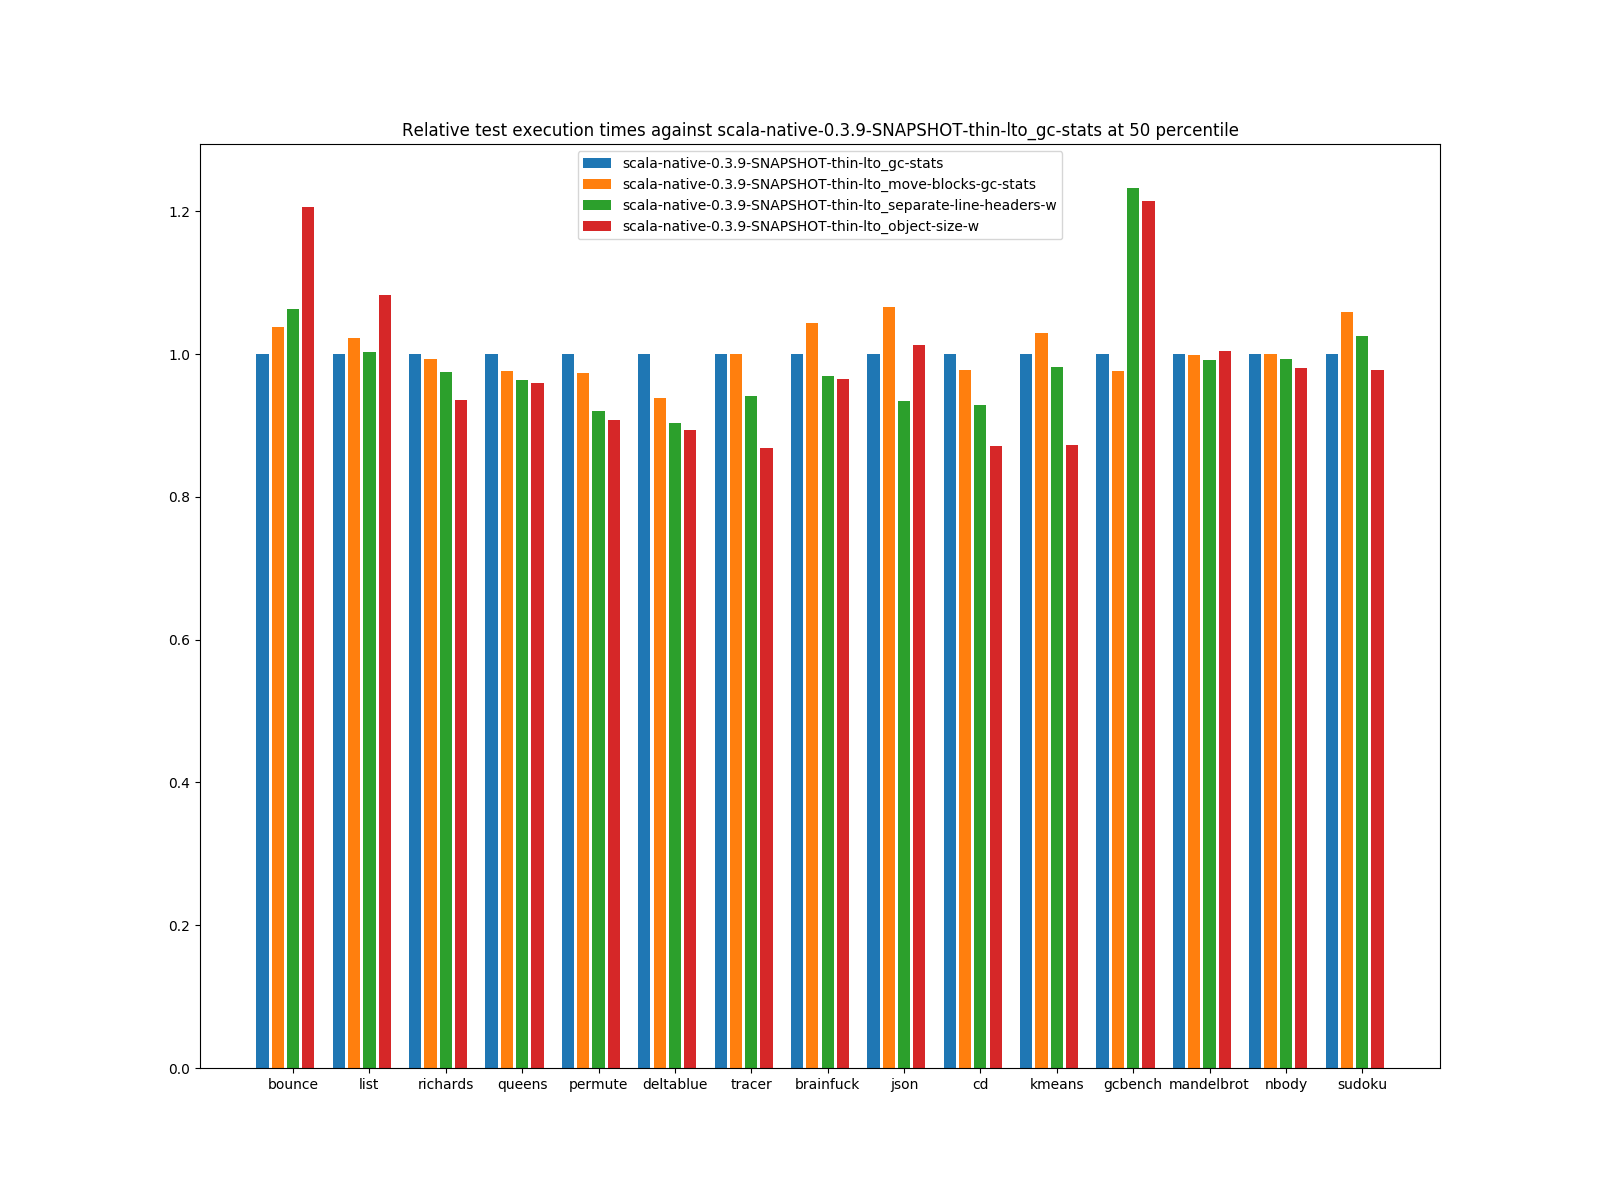 Relative test execution times against scala-native-0.3.9-SNAPSHOT-thin-lto_gc-stats at 50 percentile
scala-native-0.3.9-SNAPSHOT-thin-lto_gc-stats
scala-native-0.3.9-SNAPSHOT-thin-lto_move-blocks-gc-stats
scala-native-0.3.9-SNAPSHOT-thin-lto_separate-line-headers-w
scala-native-0.3.9-SNAPSHOT-thin-lto_object-size-w
1.2
1.0
0.8
0.6
0.4
0.2
0.0
bounce list richards queens permute deltablue tracer brainfuck json cd kmeans gcbench mandelbrot nbody sudoku